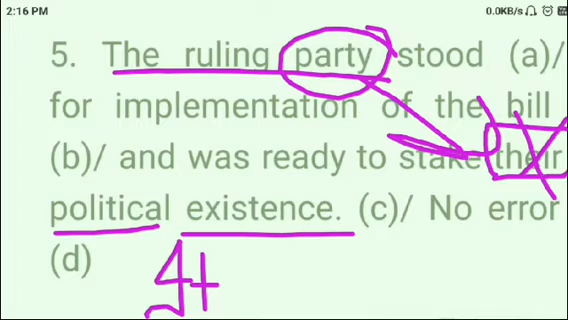 2:16 PM 0.0KB/s
5. The ruling party stood (a)/
for implementation of the bill
(b)/ and was ready to stake their
political existence. (c)/ No error
(d)